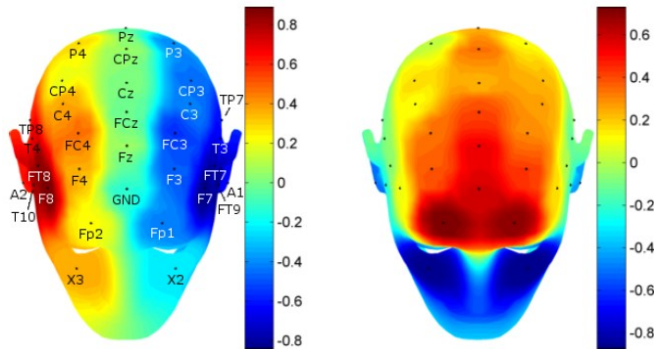 Pz
P4 P3
CPz
CP4 Cz CP3
TP7
C4 C3
FCz
TP8 FC4 FC3 T3
T4 Fz
FT8 F4 F3 FT7
A2 F8 GND F7 A1
T10 FT9
Fp2 Fp1
X3 X2
0.8
0.6
0.4
0.2
0
-0.2
-0.4
-0.6
-0.8
0.6
0.4
0.2
0
-0.2
-0.4
-0.6
-0.8